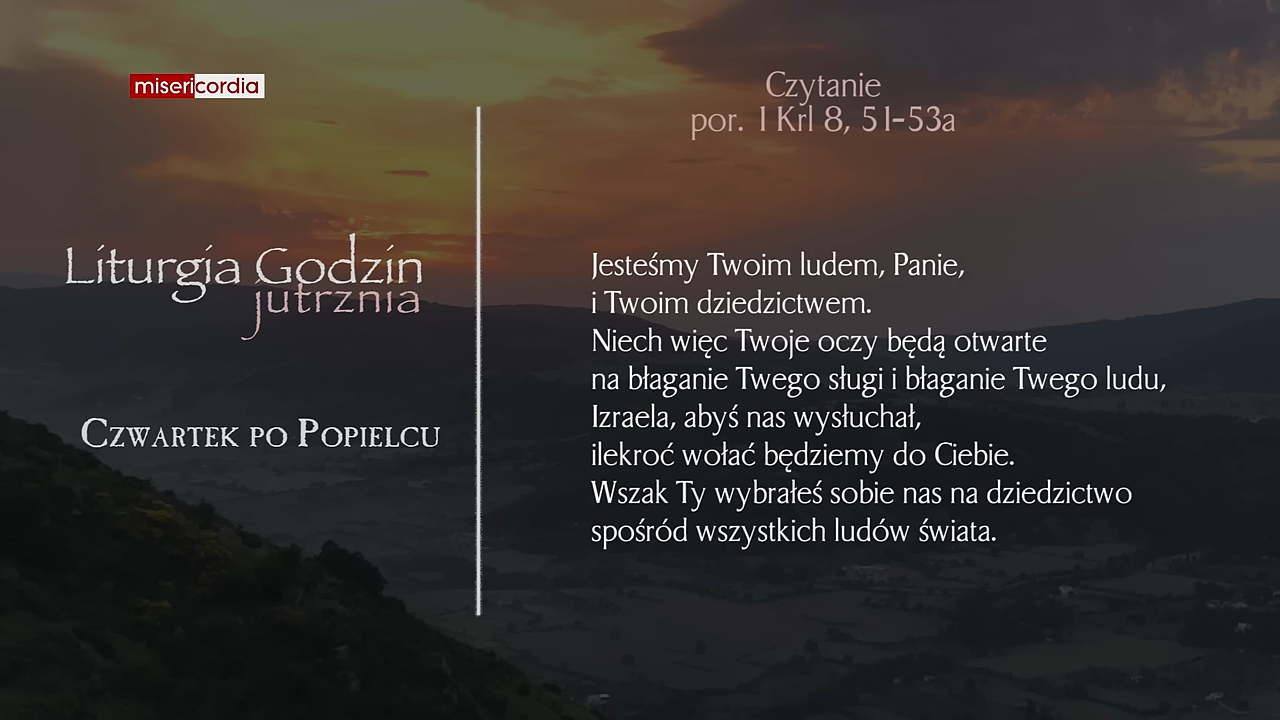 misericordia
Liturgia Godzin
jutrznia
Czwartek po Popielcu
Czytanie
por. 1 Krl 8, 51-53a
Jesteśmy Twoim ludem, Panie,
i Twoim dziedzictwem.
Niech więc Twoje oczy będą otwarte
na błaganie Twego sługi i błaganie Twego ludu,
Izraela, abyś nas wysłuchał,
ilekroć wołać będziemy do Ciebie.
Wszak Ty wybrałeś sobie nas na dziedzictwo
spośród wszystkich ludów świata.